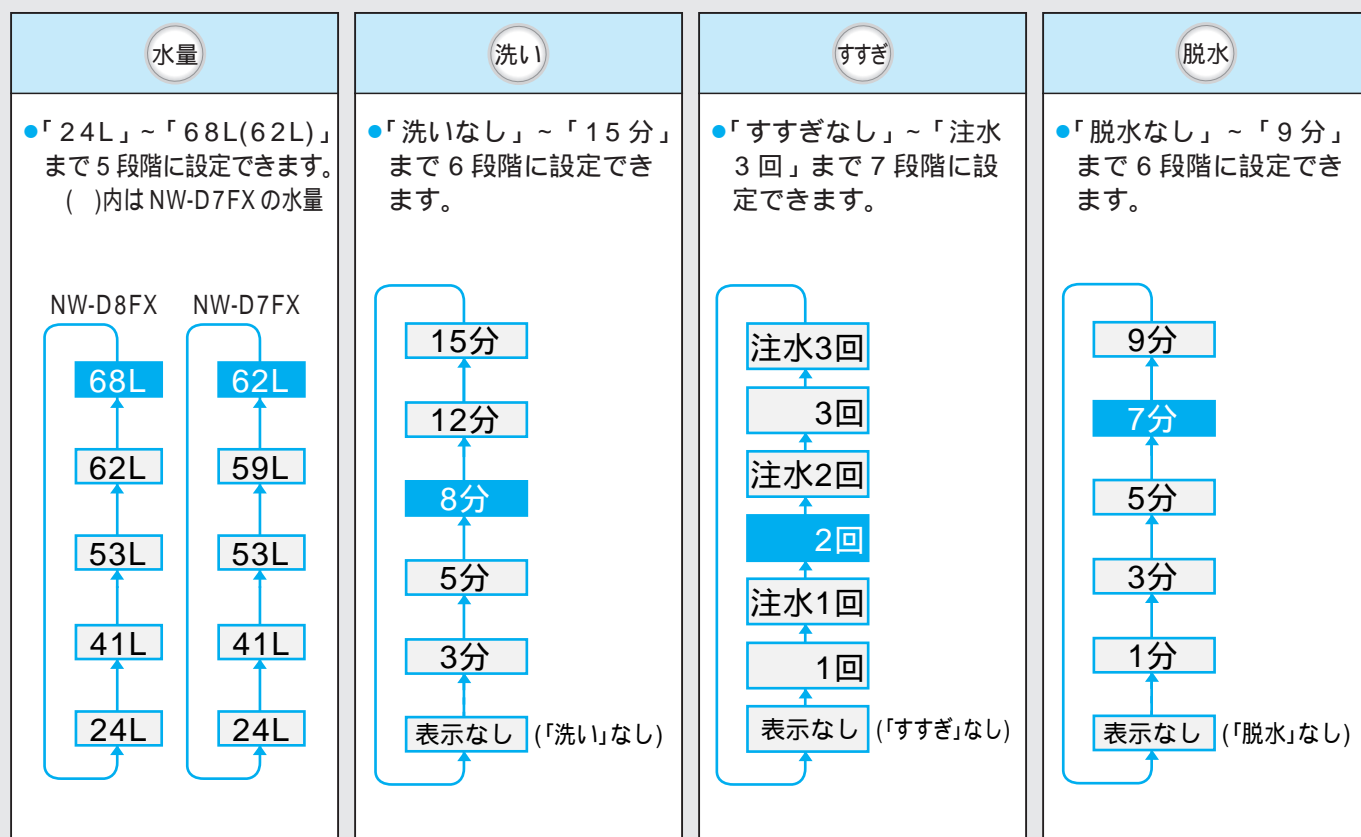 水量
●「24L」~「68L(62L)」
まで5段階に設定できます。
(　)内はNW-D7FXの水量
NW-D8FX　NW-D7FX
68L　62L
62L　59L
53L　53L
41L　41L
24L　24L
洗い
●「洗いなし」~「15分」
まで6段階に設定でき
ます。
15分
12分
8分
5分
3分
表示なし (「洗い」なし)
すすぎ
●「すすぎなし」~「注水
3回」まで7段階に設
定できます。
注水3回
3回
注水2回
2回
注水1回
1回
表示なし (「すすぎ」なし)
脱水
●「脱水なし」~「9分」
まで6段階に設定でき
ます。
9分
7分
5分
3分
1分
表示なし (「脱水」なし)